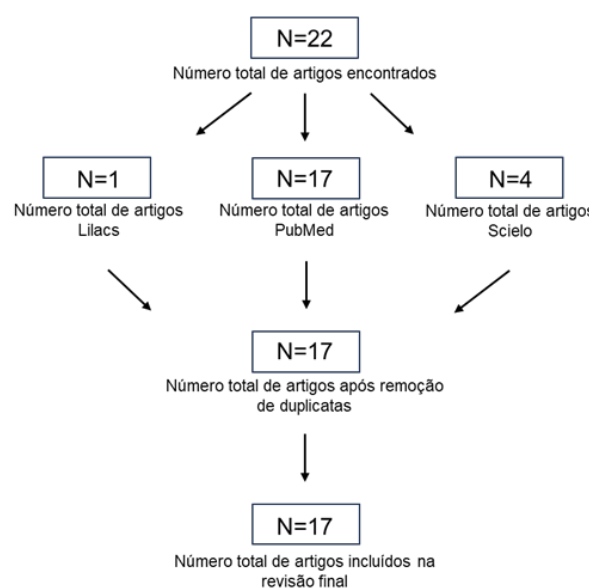 N=22
Número total de artigos encontrados
N=1
Número total de artigos
Lilacs
N=17
Número total de artigos
PubMed
N=4
Número total de artigos
Scielo
N=17
Número total de artigos após remoção
de duplicatas
N=17
Número total de artigos incluídos na
revisão final